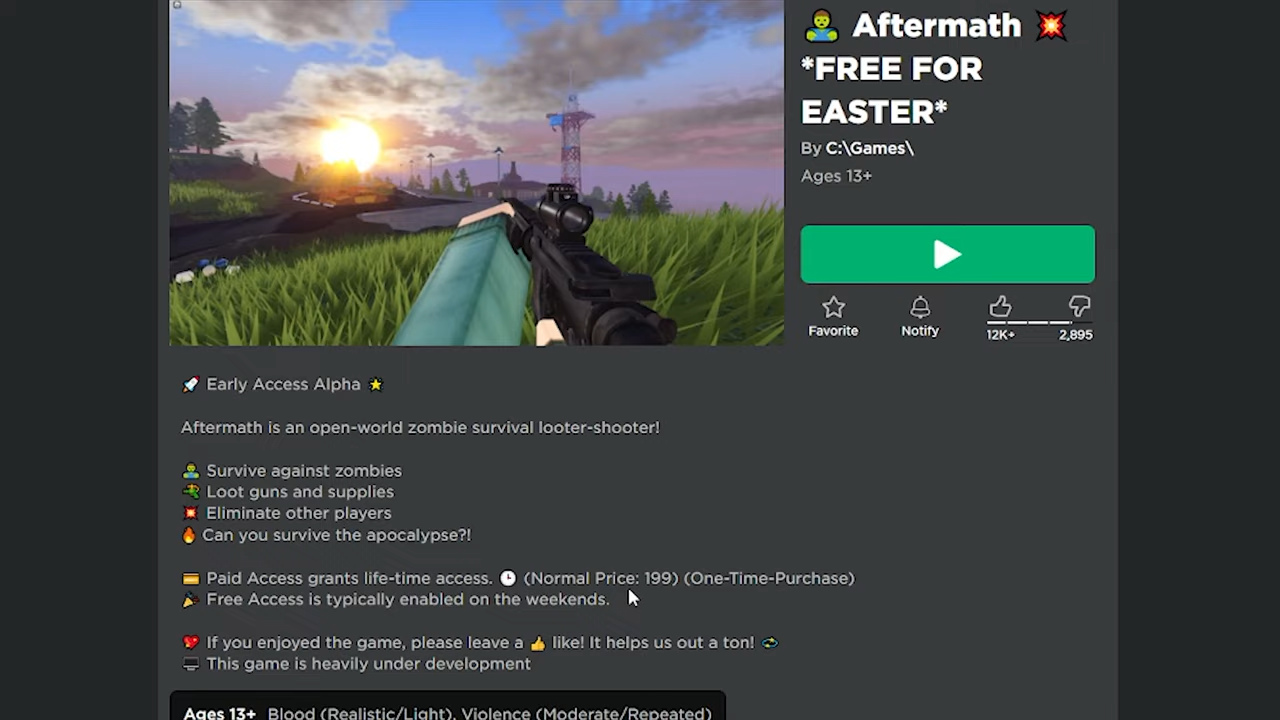 Aftermath
*FREE FOR
EASTER*
By C:\Games\
Ages 13+
Favorite
Notify
12K+
2,895
Early Access Alpha
Aftermath is an open-world zombie survival looter-shooter!
Survive against zombies
Loot guns and supplies
Eliminate other players
Can you survive the apocalypse?!
Paid Access grants life-time access. (Normal Price: 199) (One-Time-Purchase)
Free Access is typically enabled on the weekends.
If you enjoyed the game, please leave a 👍 like! It helps us out a ton!
This game is heavily under development
Ages 13+ Blood (Realistic/Light), Violence (Moderate/Repeated)